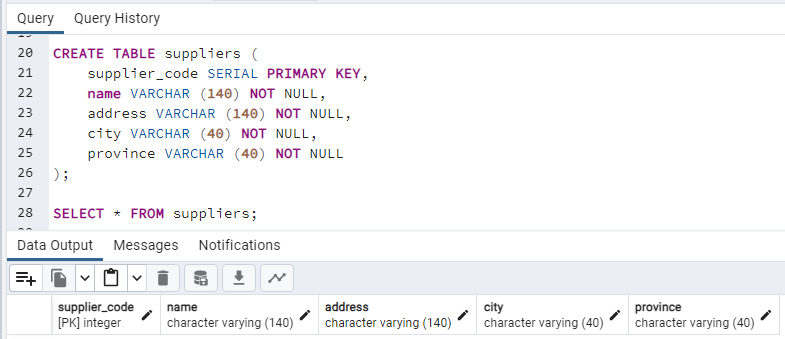 Query Query History
20 CREATE TABLE suppliers (
21 supplier_code SERIAL PRIMARY KEY,
22 name VARCHAR (140) NOT NULL,
23 address VARCHAR (140) NOT NULL,
24 city VARCHAR (40) NOT NULL,
25 province VARCHAR (40) NOT NULL
26 );
27
28 SELECT * FROM suppliers;
Data Output Messages Notifications
supplier_code name address city province
[PK] integer character varying (140) character varying (140) character varying (40) character varying (40)